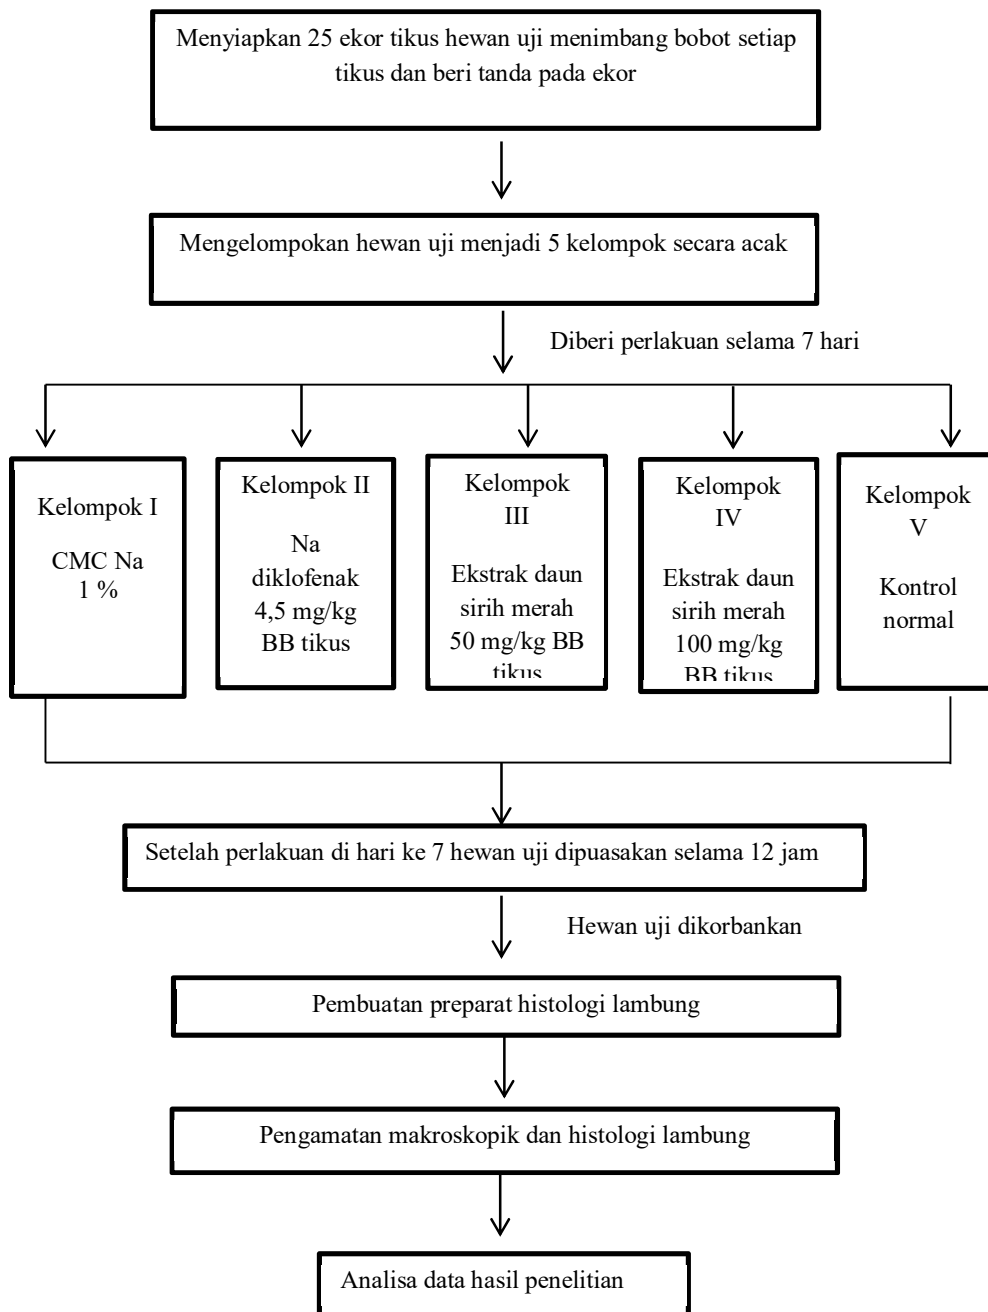 Menyiapkan 25 ekor tikus hewan uji menimbang bobot setiap
tikus dan beri tanda pada ekor
Mengelompokan hewan uji menjadi 5 kelompok secara acak
Diberi perlakuan selama 7 hari
Kelompok I
CMC Na
1 %
Kelompok II
Na
diklofenak
4,5 mg/kg
BB tikus
Kelompok
III
Ekstrak daun
sirih merah
50 mg/kg BB
tikus
Kelompok
IV
Ekstrak daun
sirih merah
100 mg/kg
BB tikus
Kelompok
V
Kontrol
normal
Setelah perlakuan di hari ke 7 hewan uji dipuasakan selama 12 jam
Hewan uji dikorbankan
Pembuatan preparat histologi lambung
Pengamatan makroskopik dan histologi lambung
Analisa data hasil penelitian